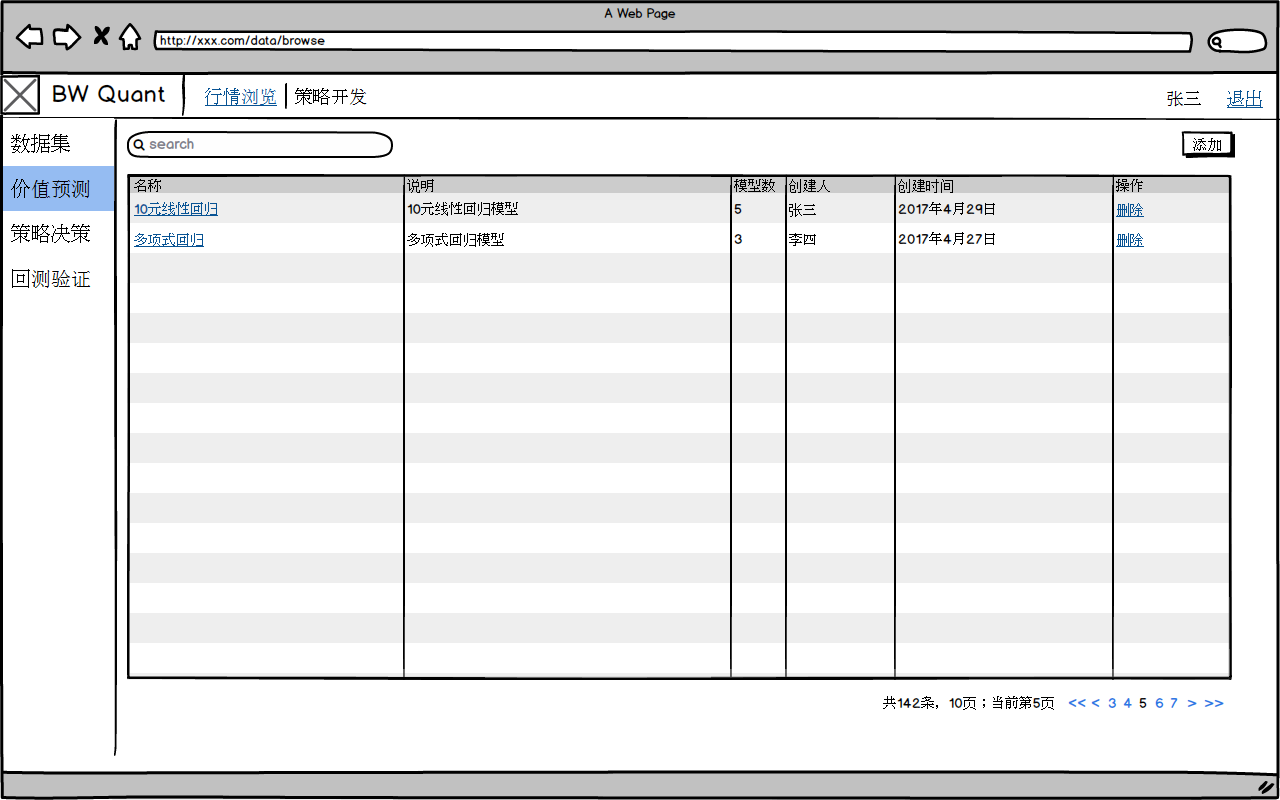 A Web Page
http://xxx.com/data/browse
BW Quant 行情浏览 策略开发 张三 退出
数据集
价值预测
策略决策
回测验证
search 添加
名称 说明 模型数 创建人 创建时间 操作
10元线性回归 10元线性回归模型 5 张三 2017年4月29日 删除
多项式回归 多项式回归模型 3 李四 2017年4月27日 删除
共142条，10页；当前第5页 << < 3 4 5 6 7 > >>